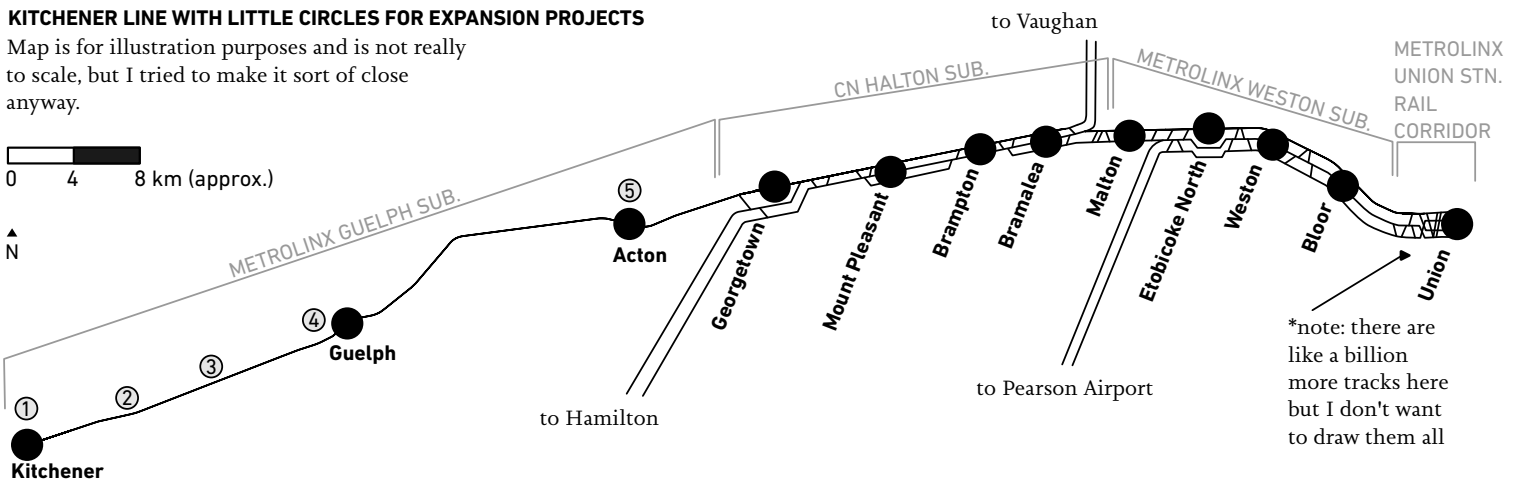 KITCHENER LINE WITH LITTLE CIRCLES FOR EXPANSION PROJECTS
Map is for illustration purposes and is not really
to scale, but I tried to make it sort of close
anyway.
0 4 8 km (approx.)
N
METROLINX GUELPH SUB.
CN HALTON SUB.
to Vaughan
METROLINX WESTON SUB.
METROLINX
UNION STN.
RAIL
CORRIDOR
1
Kitchener
2
3
4
Guelph
5
Acton
Georgetown
Mount Pleasant
Brampton
Bramalea
Malton
Etobicoke North
Weston
Bloor
Union
to Hamilton
to Pearson Airport
*note: there are
like a billion
more tracks here
but I don't want
to draw them all